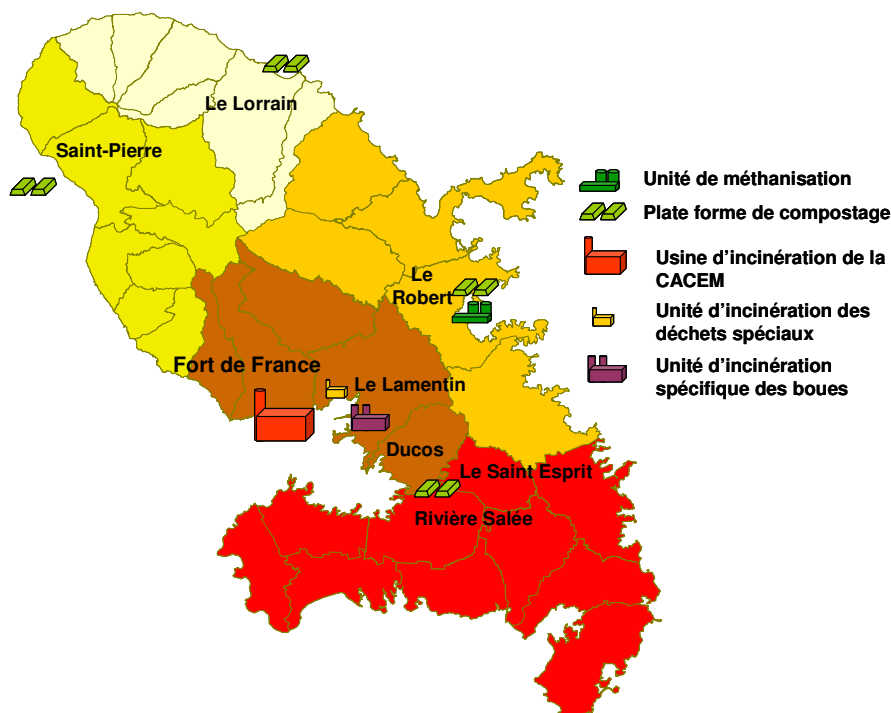 Le Lorrain
Saint-Pierre
Le
Robert
Fort de France
Le Lamentin
Ducos
Le Saint Esprit
Rivière Salée
Unité de méthanisation
Plate forme de compostage
Usine d'incinération de la
CACEM
Unité d'incinération des
déchets spéciaux
Unité d'incinération
spécifique des boues